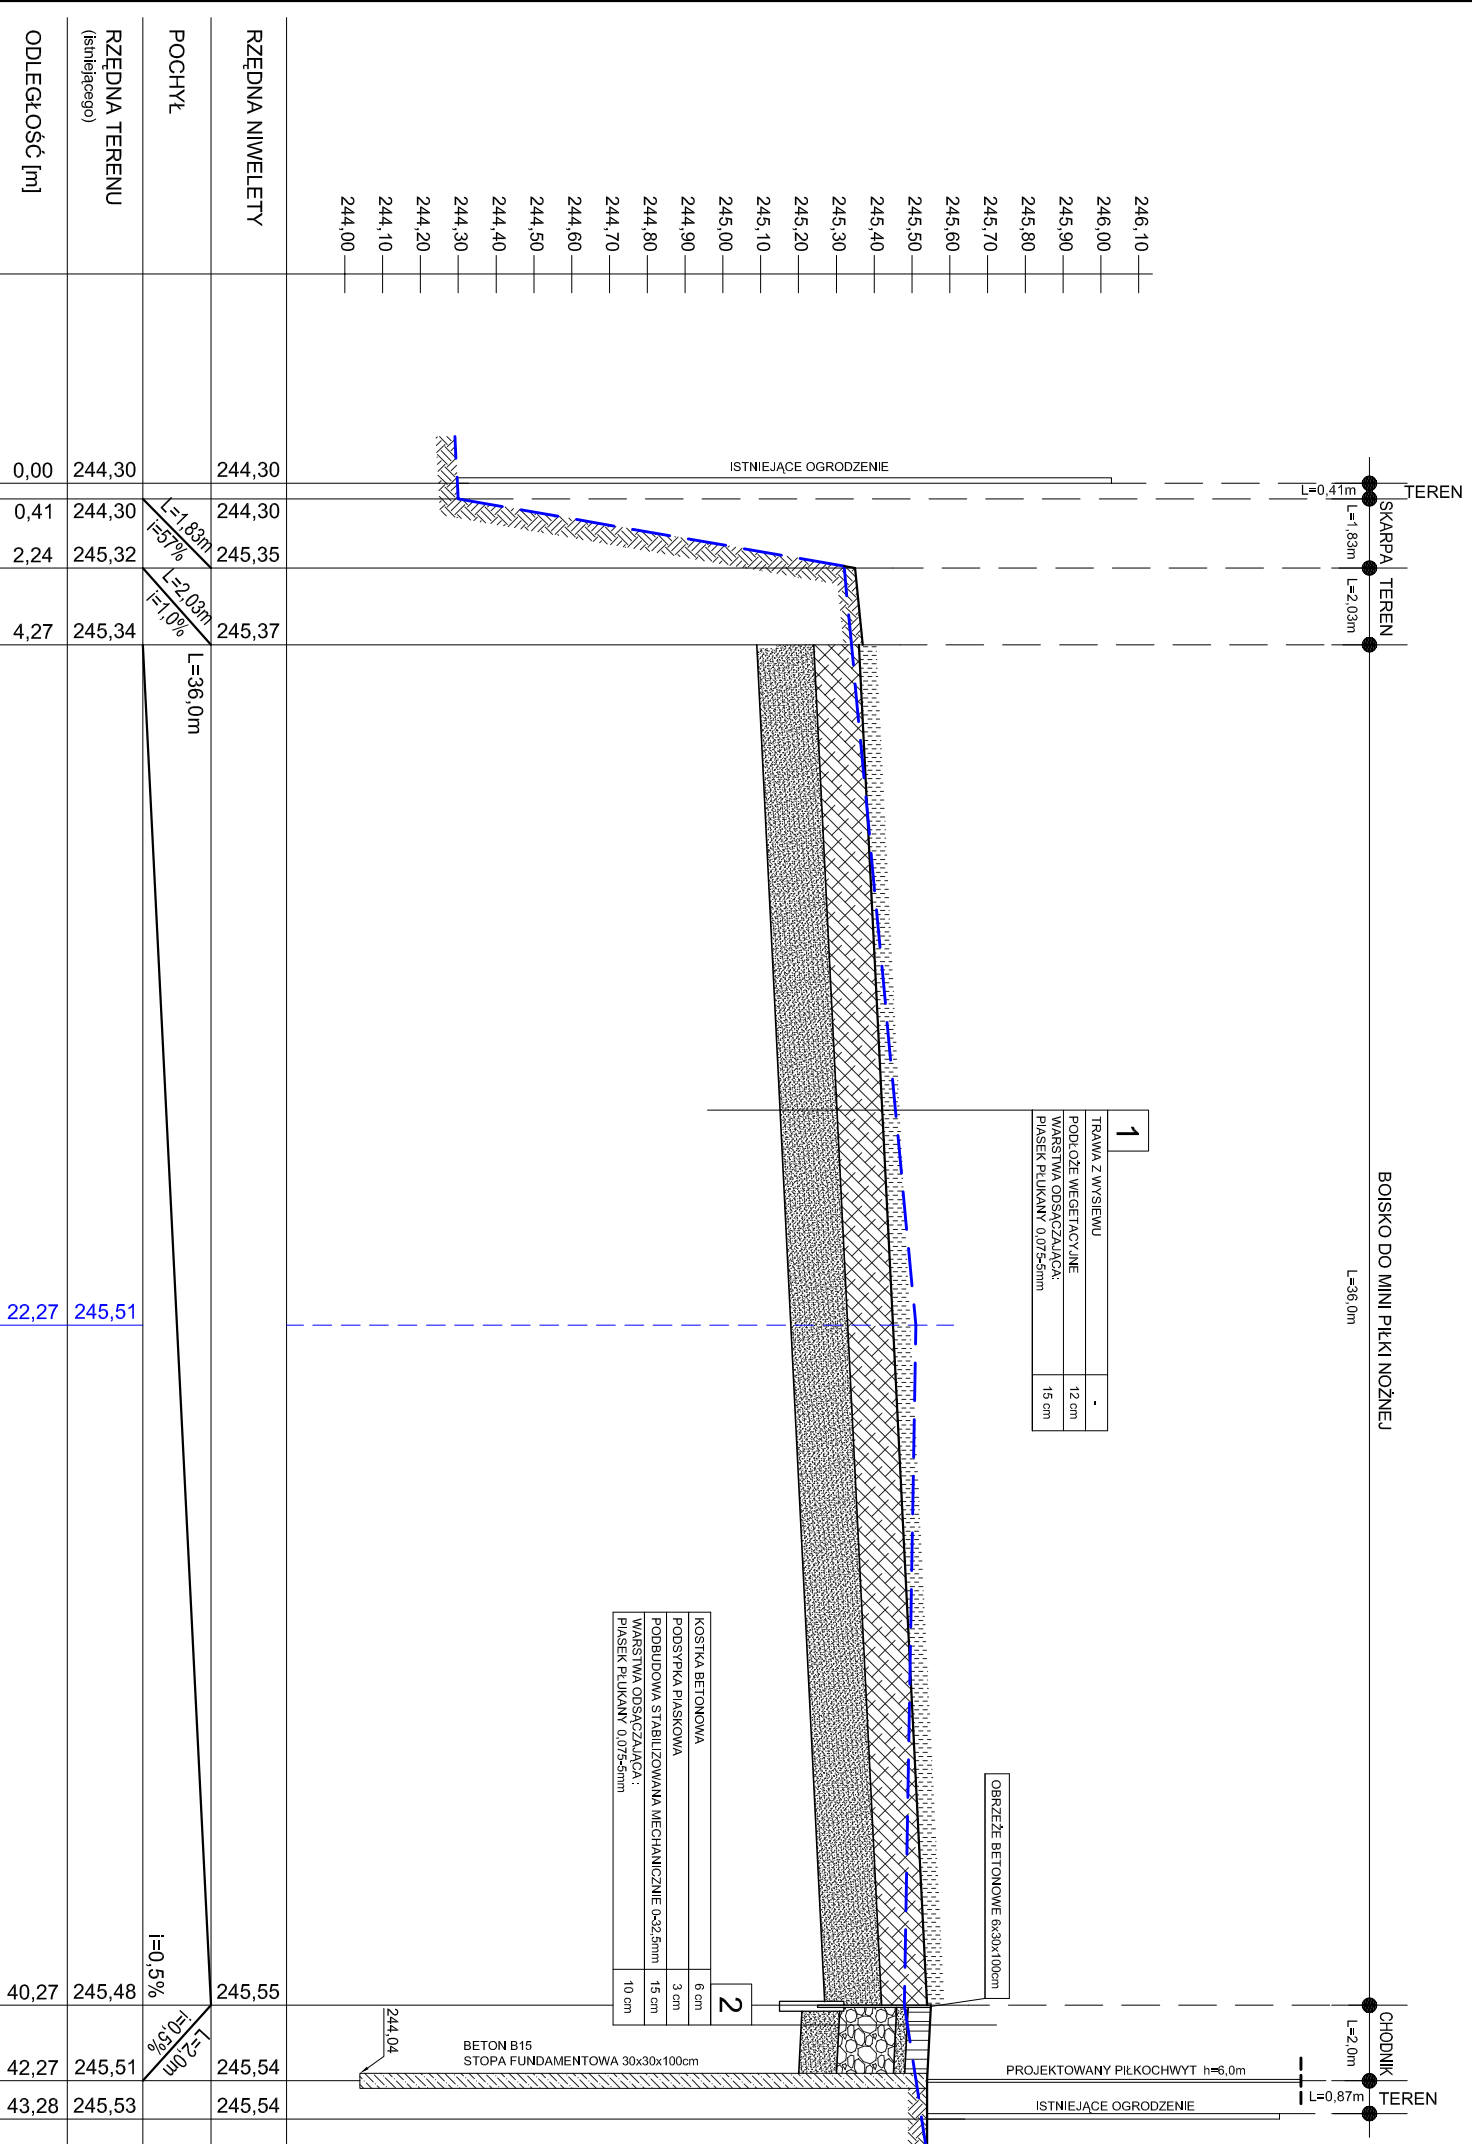 TEREN
L=0,41m
SKARPA
L=1,83m
TEREN
L=2,03m
BOISKO DO MINI PIŁKI NOŻNEJ
L=36,0m
CHODNIK
L=2,0m
TEREN
L=0,87m
246,10
246,00
245,90
245,80
245,70
245,60
245,50
245,40
245,30
245,20
245,10
245,00
244,90
244,80
244,70
244,60
244,50
244,40
244,30
244,20
244,10
244,00
ISTNIEJĄCE OGRODZENIE
1
TRAWA Z WYSIEWU -
PODŁOŻE WEGETACYJNE 12 cm
WARSTWA ODSĄCZAJĄCA:
PIASEK PŁUKANY 0,075-5mm 15 cm
OBRZEŻE BETONOWE 6x30x100cm
2
KOSTKA BETONOWA 6 cm
PODSYPKA PIASKOWA 3 cm
PODBUDOWA STABILIZOWANA MECHANICZNIE 0-32,5mm 15 cm
WARSTWA ODSĄCZAJĄCA :
PIASEK PŁUKANY 0,075-5mm 10 cm
PROJEKTOWANY PIŁKOCHWYT h=6,0m
ISTNIEJĄCE OGRODZENIE
BETON B15
STOPA FUNDAMENTOWA 30x30x100cm
244,04
RZĘDNA NIWELETY
244,30
244,30
245,35
245,37
245,55
245,54
245,54
POCHYŁ
L=1,83m
i=57%
L=2,03m
i=1,0%
L=36,0m
i=0,5%
L=2,0m
i=0,5%
RZĘDNA TERENU
(istniejącego)
244,30
244,30
245,32
245,34
245,51
245,48
245,51
245,53
ODLEGŁOŚĆ [m]
0,00
0,41
2,24
4,27
22,27
40,27
42,27
43,28